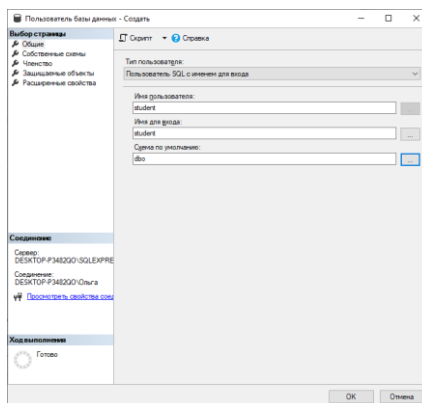 Пользователь базы данных - Создать
Выбор страницы
Общие
Собственные схемы
Членство
Защищаемые объекты
Расширенные свойства
Скрипт
Справка
Тип пользователя:
Пользователь SQL с именем для входа
Имя пользователя:
student
...
Имя для входа:
student
...
Схема по умолчанию:
dbo
...
Соединение
Сервер:
DESKTOP-P3482QO\SQLEXPRE
Соединение:
DESKTOP-P3482QO\Ольга
Просмотреть свойства соед
Ход выполнения
Готово
OK
Отмена